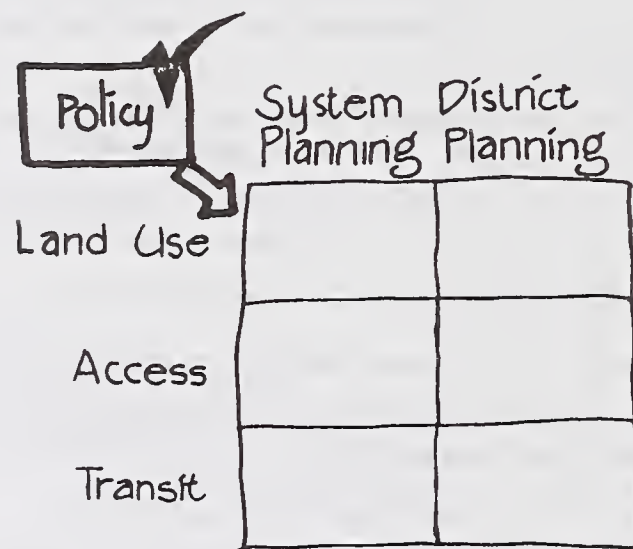 Policy
System District
Planning Planning
Land Use
Access
Transit